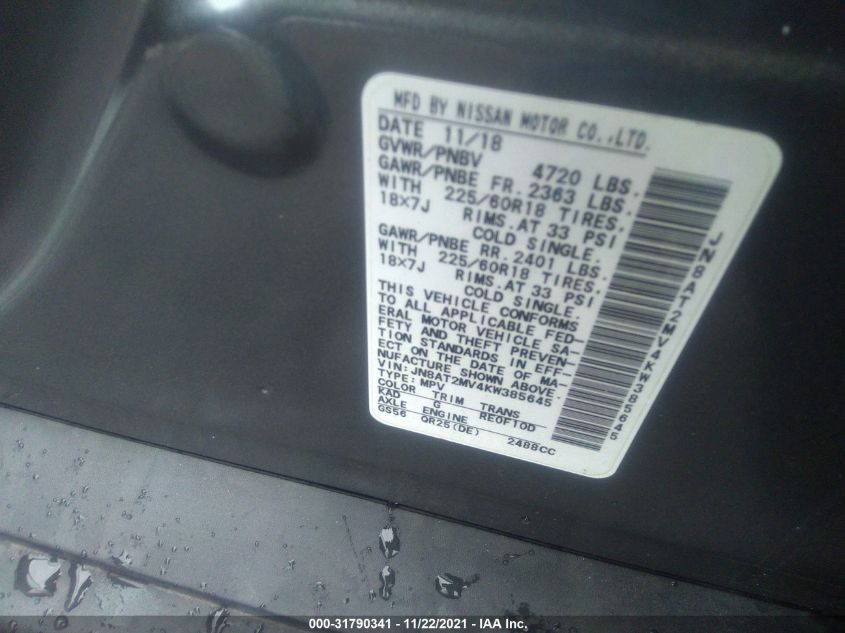 MFD BY NISSAN MOTOR CO.,LTD.
DATE 11/18
GVWR/PNBV 4720 LBS.
GAWR/PNBE FR. 2363 LBS.
WITH 225/60R18 TIRES.
18×7J RIMS.AT 33 PSI
COLD SINGLE.
GAWR/PNBE RR. 2401 LBS.
WITH 225/60R18 TIRES.
18×7J RIMS.AT 33 PSI
COLD SINGLE.
THIS VEHICLE CONFORMS
TO ALL APPLICABLE FED-
ERAL MOTOR VEHICLE SA-
FETY AND THEFT PREVEN-
TION STANDARDS IN EFF-
ECT ON THE DATE OF MA-
NUFACTURE SHOWN ABOVE.
VIN: JN8AT2MV4KW385645
TYPE: MPV
COLOR TRIM TRANS
KAD G RE0F10D
AXLE ENGINE
GS56 QR25(DE) 2488CC
JN8AT2MV4KW385645
000-31790341 - 11/22/2021 - IAA Inc.